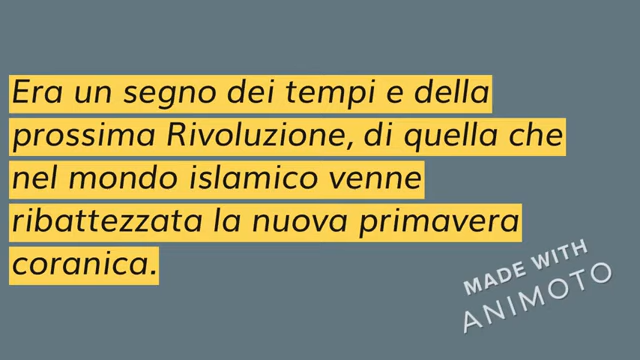 Era un segno dei tempi e della
prossima Rivoluzione, di quella che
nel mondo islamico venne
ribattezzata la nuova primavera
coranica.
MADE WITH
ANIMOTO